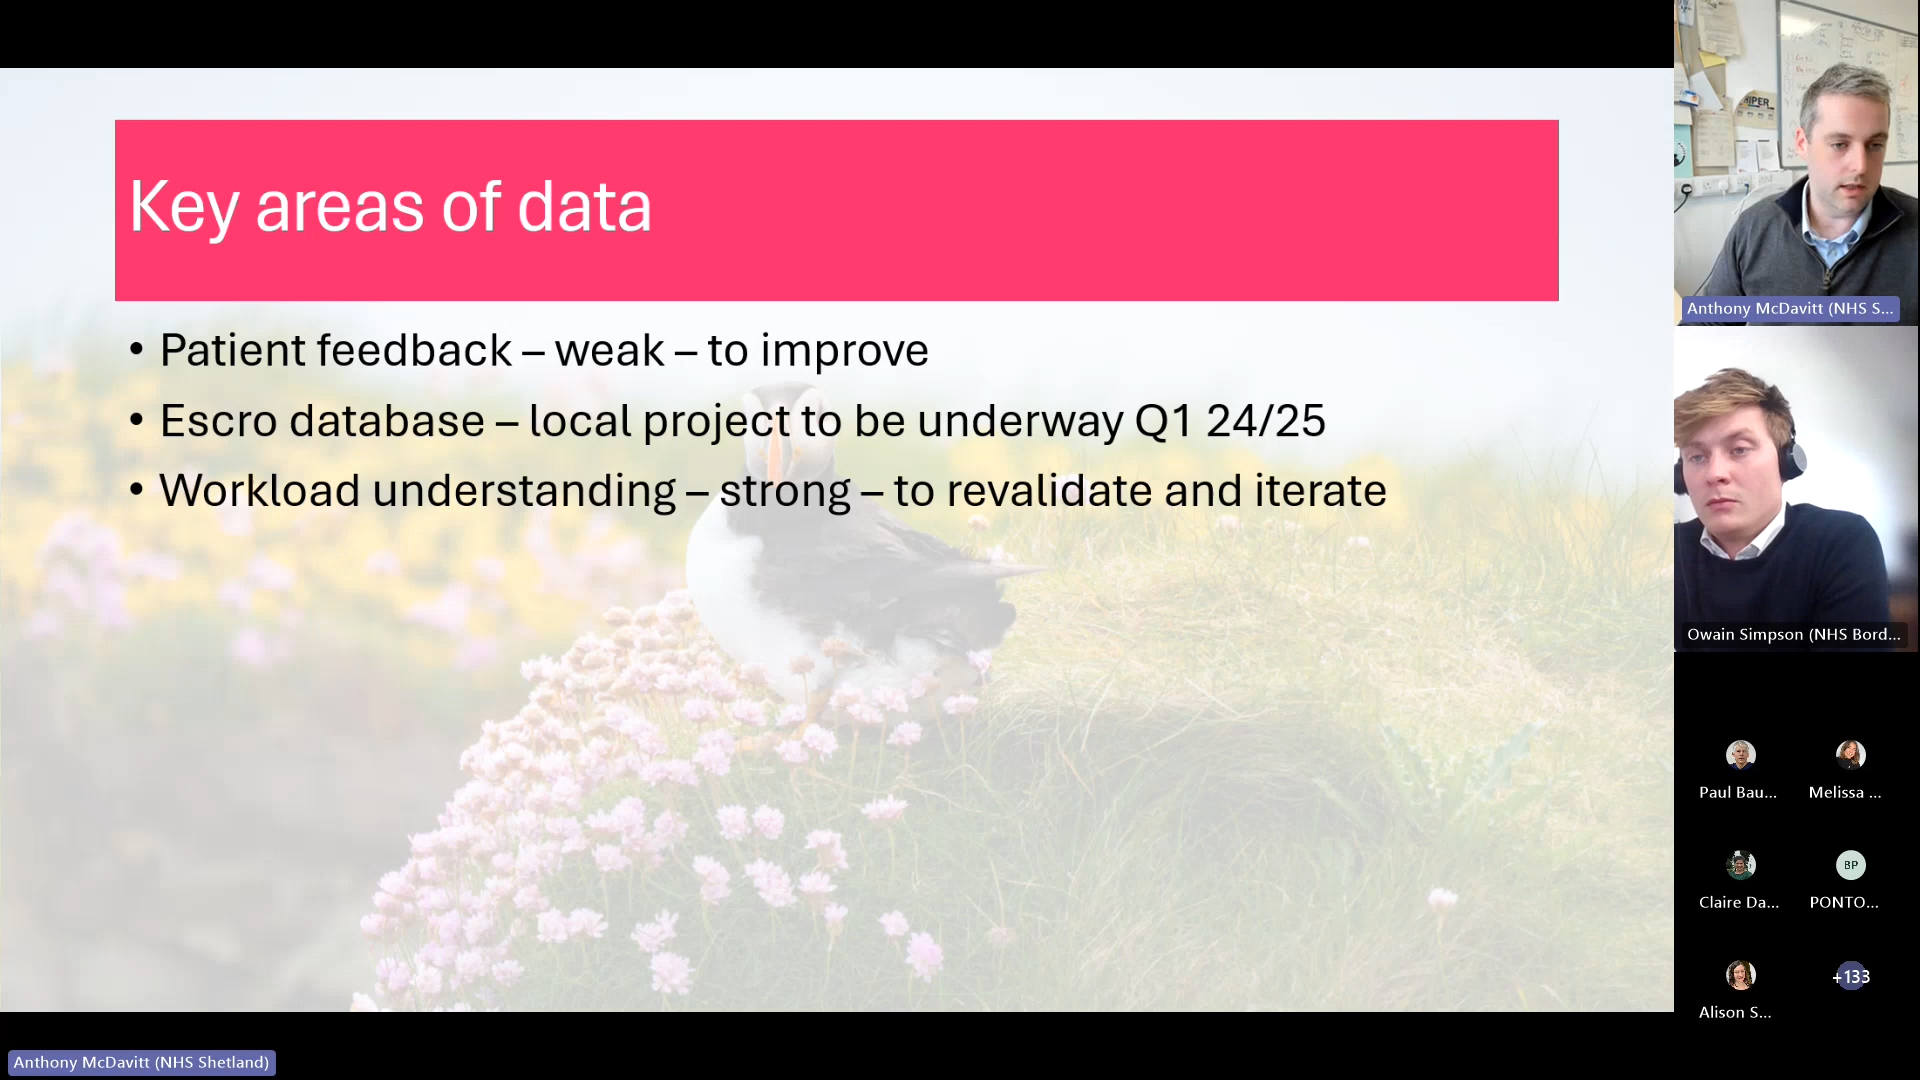 Key areas of data
• Patient feedback – weak – to improve
• Escro database – local project to be underway Q1 24/25
• Workload understanding – strong – to revalidate and iterate
Anthony McDavitt (NHS S...
Owain Simpson (NHS Bord...
Paul Bau...
Melissa ...
Claire Da...
BP
PONTO...
Alison S...
+133
Anthony McDavitt (NHS Shetland)